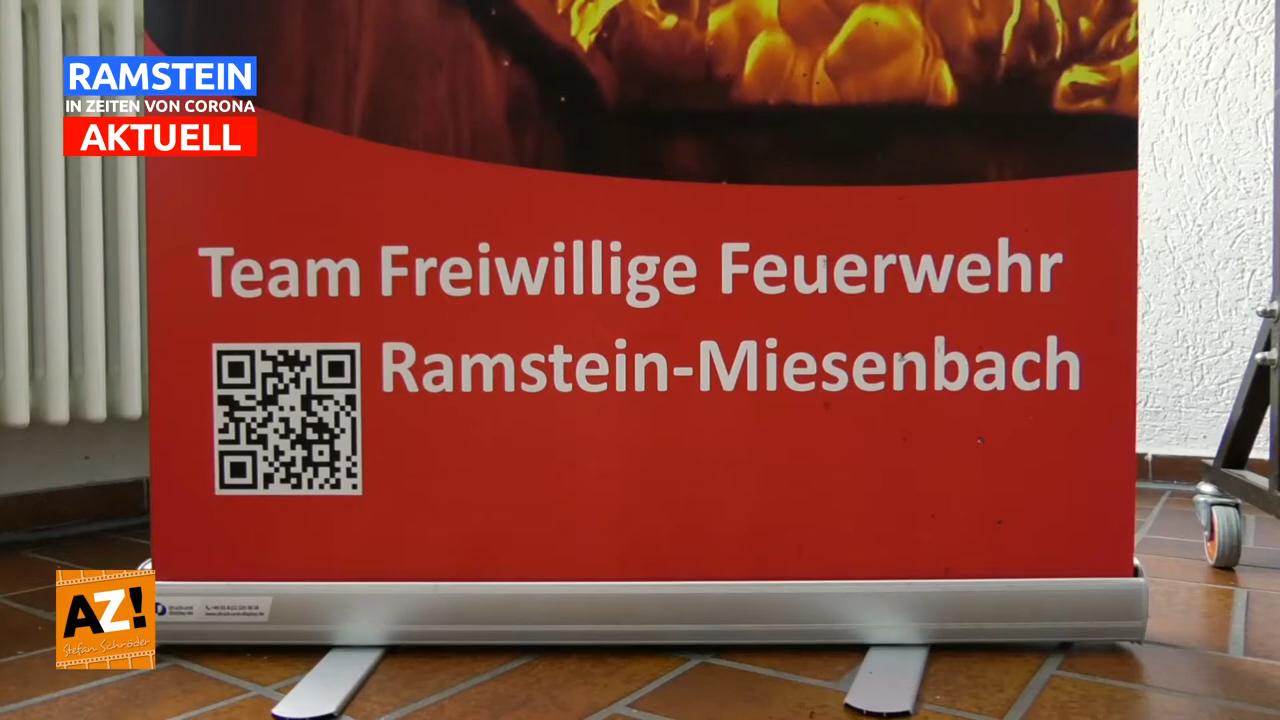 RAMSTEIN
IN ZEITEN VON CORONA
AKTUELL
Team Freiwillige Feuerwehr
Ramstein-Miesenbach
AZ!
Stefan Schröder